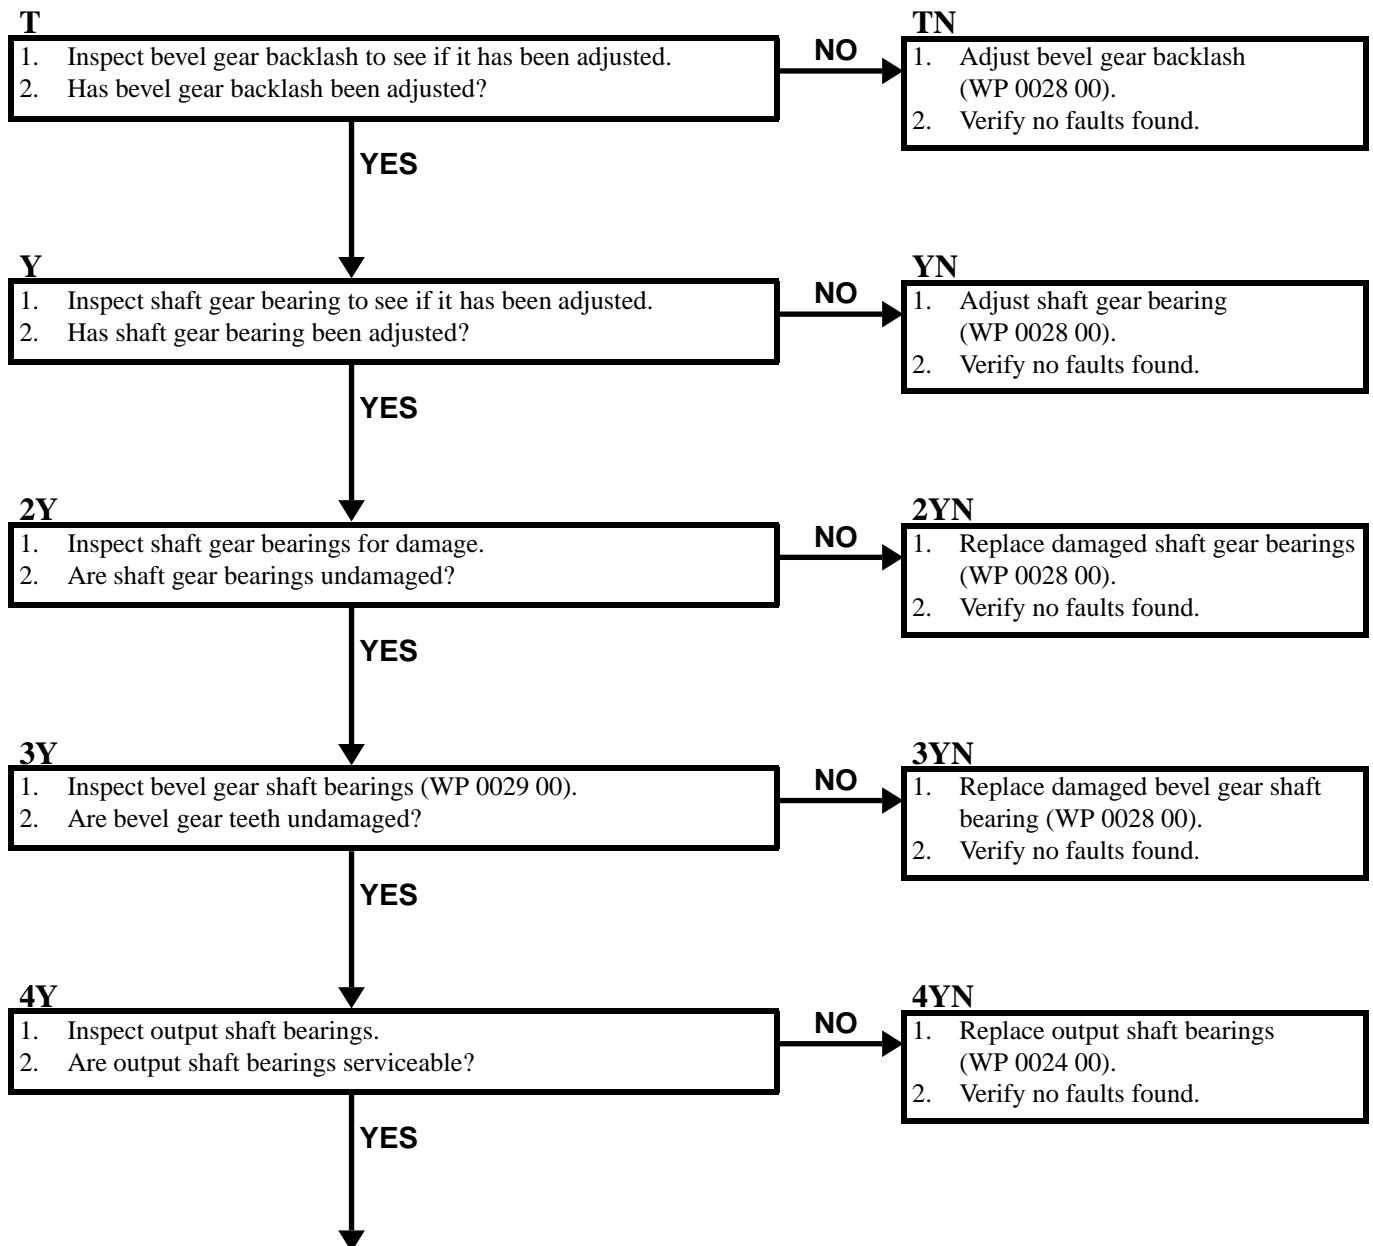 T
1. Inspect bevel gear backlash to see if it has been adjusted.
2. Has bevel gear backlash been adjusted?
NO
TN
1. Adjust bevel gear backlash
(WP 0028 00).
2. Verify no faults found.
YES
Y
1. Inspect shaft gear bearing to see if it has been adjusted.
2. Has shaft gear bearing been adjusted?
NO
YN
1. Adjust shaft gear bearing
(WP 0028 00).
2. Verify no faults found.
YES
2Y
1. Inspect shaft gear bearings for damage.
2. Are shaft gear bearings undamaged?
NO
2YN
1. Replace damaged shaft gear bearings
(WP 0028 00).
2. Verify no faults found.
YES
3Y
1. Inspect bevel gear shaft bearings (WP 0029 00).
2. Are bevel gear teeth undamaged?
NO
3YN
1. Replace damaged bevel gear shaft
bearing (WP 0028 00).
2. Verify no faults found.
YES
4Y
1. Inspect output shaft bearings.
2. Are output shaft bearings serviceable?
NO
4YN
1. Replace output shaft bearings
(WP 0024 00).
2. Verify no faults found.
YES